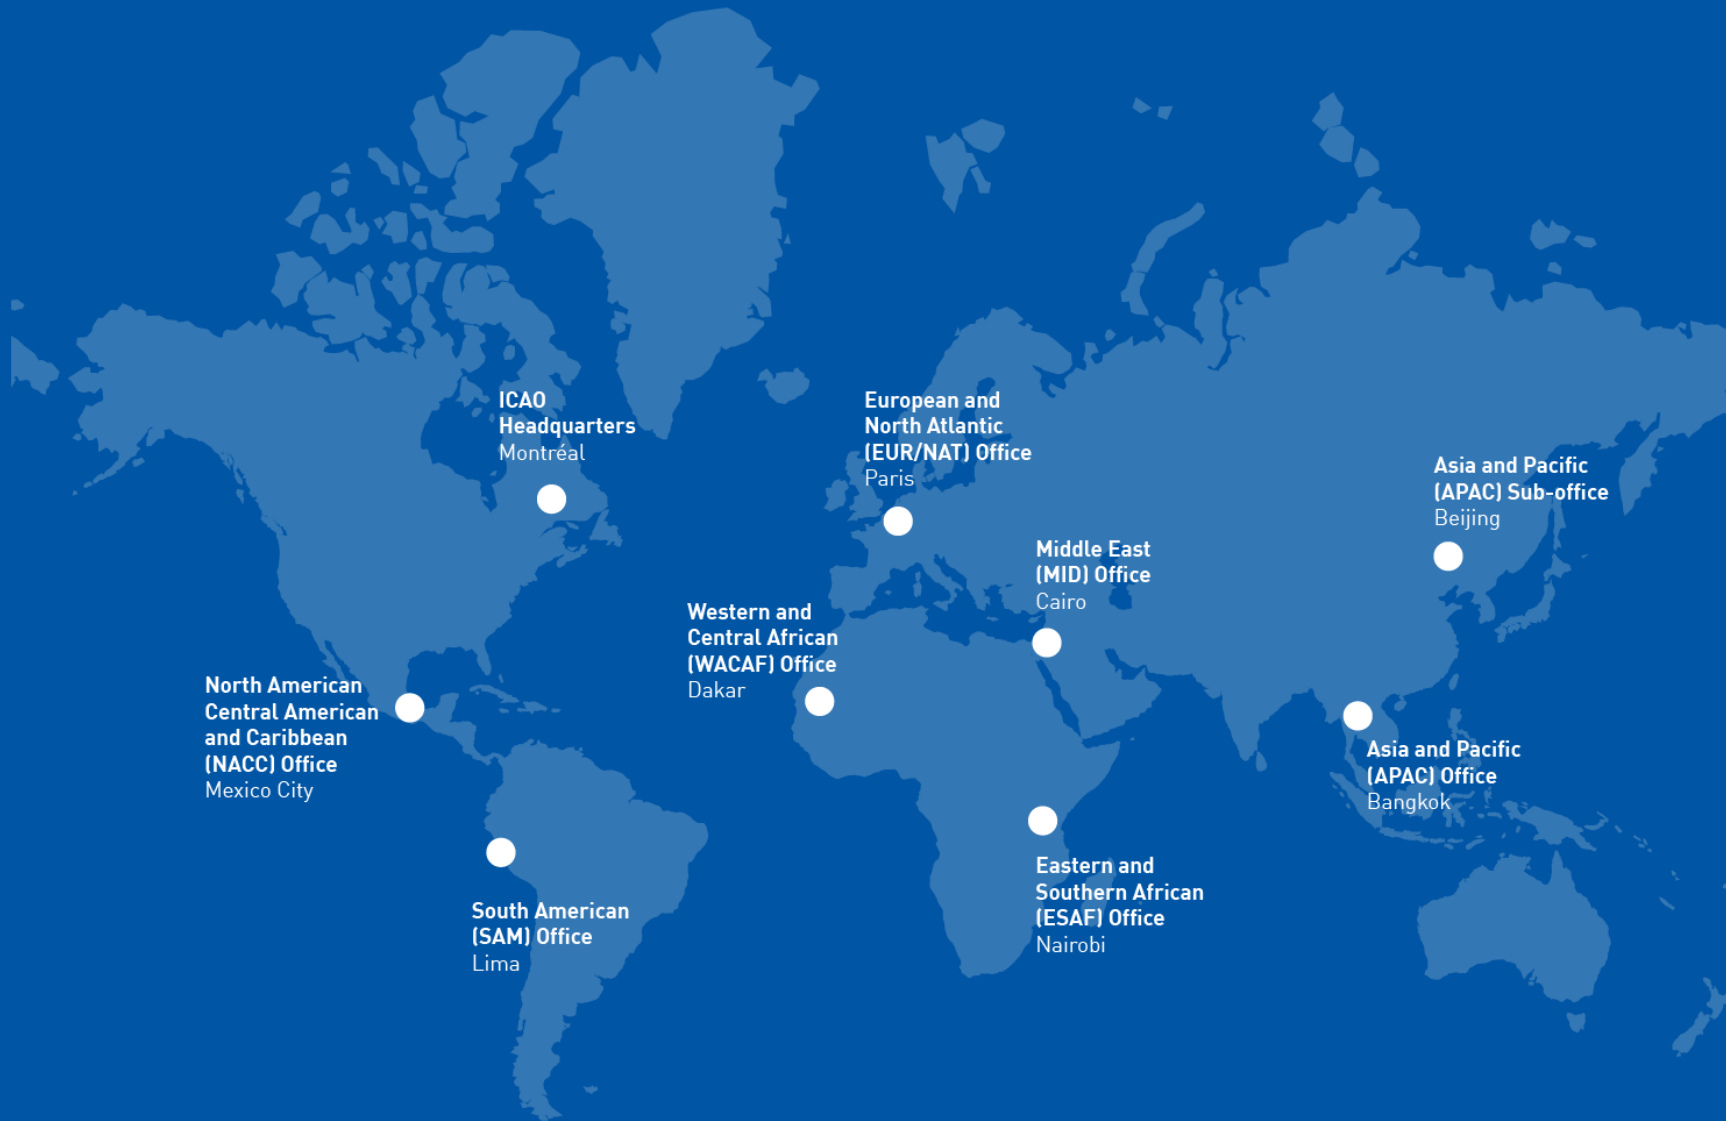 ICAO
Headquarters
Montréal
European and
North Atlantic
(EUR/NAT) Office
Paris
Asia and Pacific
(APAC) Sub-office
Beijing
Middle East
(MID) Office
Cairo
Western and
Central African
(WACAF) Office
Dakar
North American
Central American
and Caribbean
(NACC) Office
Mexico City
Asia and Pacific
(APAC) Office
Bangkok
Eastern and
Southern African
(ESAF) Office
Nairobi
South American
(SAM) Office
Lima